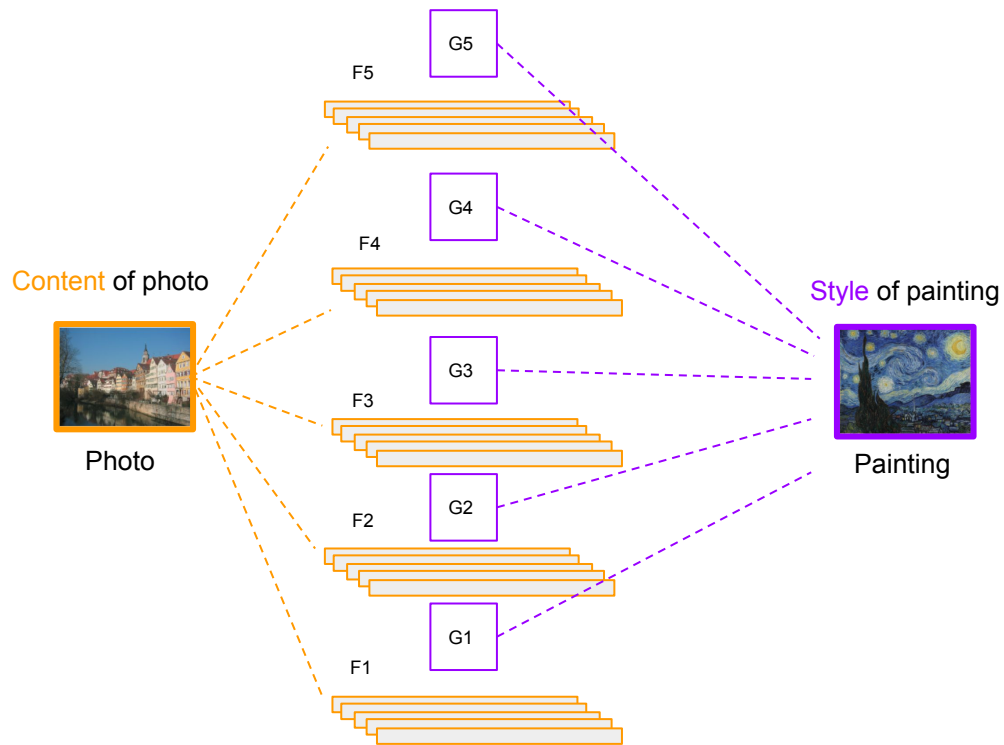 G5
F5
G4
F4
Content of photo
Style of painting
G3
F3
Photo
Painting
G2
F2
G1
F1